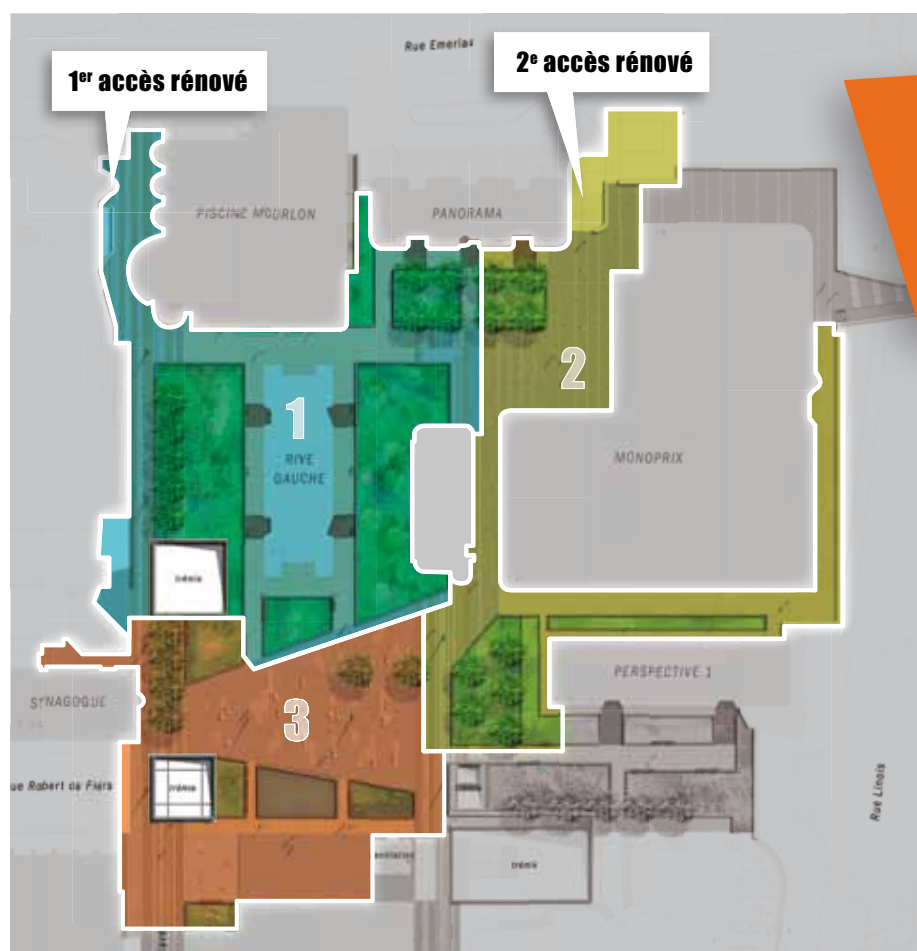 Rue Emeriau
1er accès rénové
2e accès rénové
PISCINE MOURLON
PANORAMA
1
2
RIVE
GAUCHE
MONOPRIX
trémie
SYNAGOGUE
PERSPECTIVE 1
3
trémie
ue Robert de Flers
Rue Linois
trémie